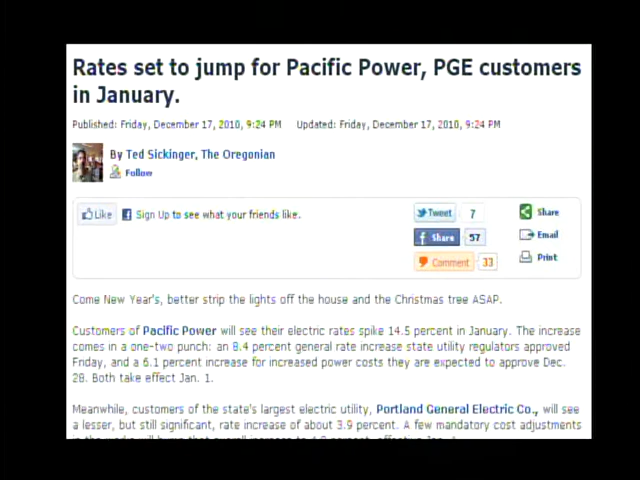 Rates set to jump for Pacific Power, PGE customers
in January.
Published: Friday, December 17, 2010, 9:24 PM Updated: Friday, December 17, 2010, 9:24 PM
By Ted Sickinger, The Oregonian
Follow
Like Sign Up to see what your friends like.
Tweet 7 Share
Share 57 Email
Comment 33 Print
Come New Year's, better strip the lights off the house and the Christmas tree ASAP.
Customers of Pacific Power will see their electric rates spike 14.5 percent in January. The increase
comes in a one-two punch: an 8.4 percent general rate increase state utility regulators approved
Friday, and a 6.1 percent increase for increased power costs they are expected to approve Dec.
28. Both take effect Jan. 1.
Meanwhile, customers of the state's largest electric utility, Portland General Electric Co., will see
a lesser, but still significant, rate increase of about 3.9 percent. A few mandatory cost adjustments